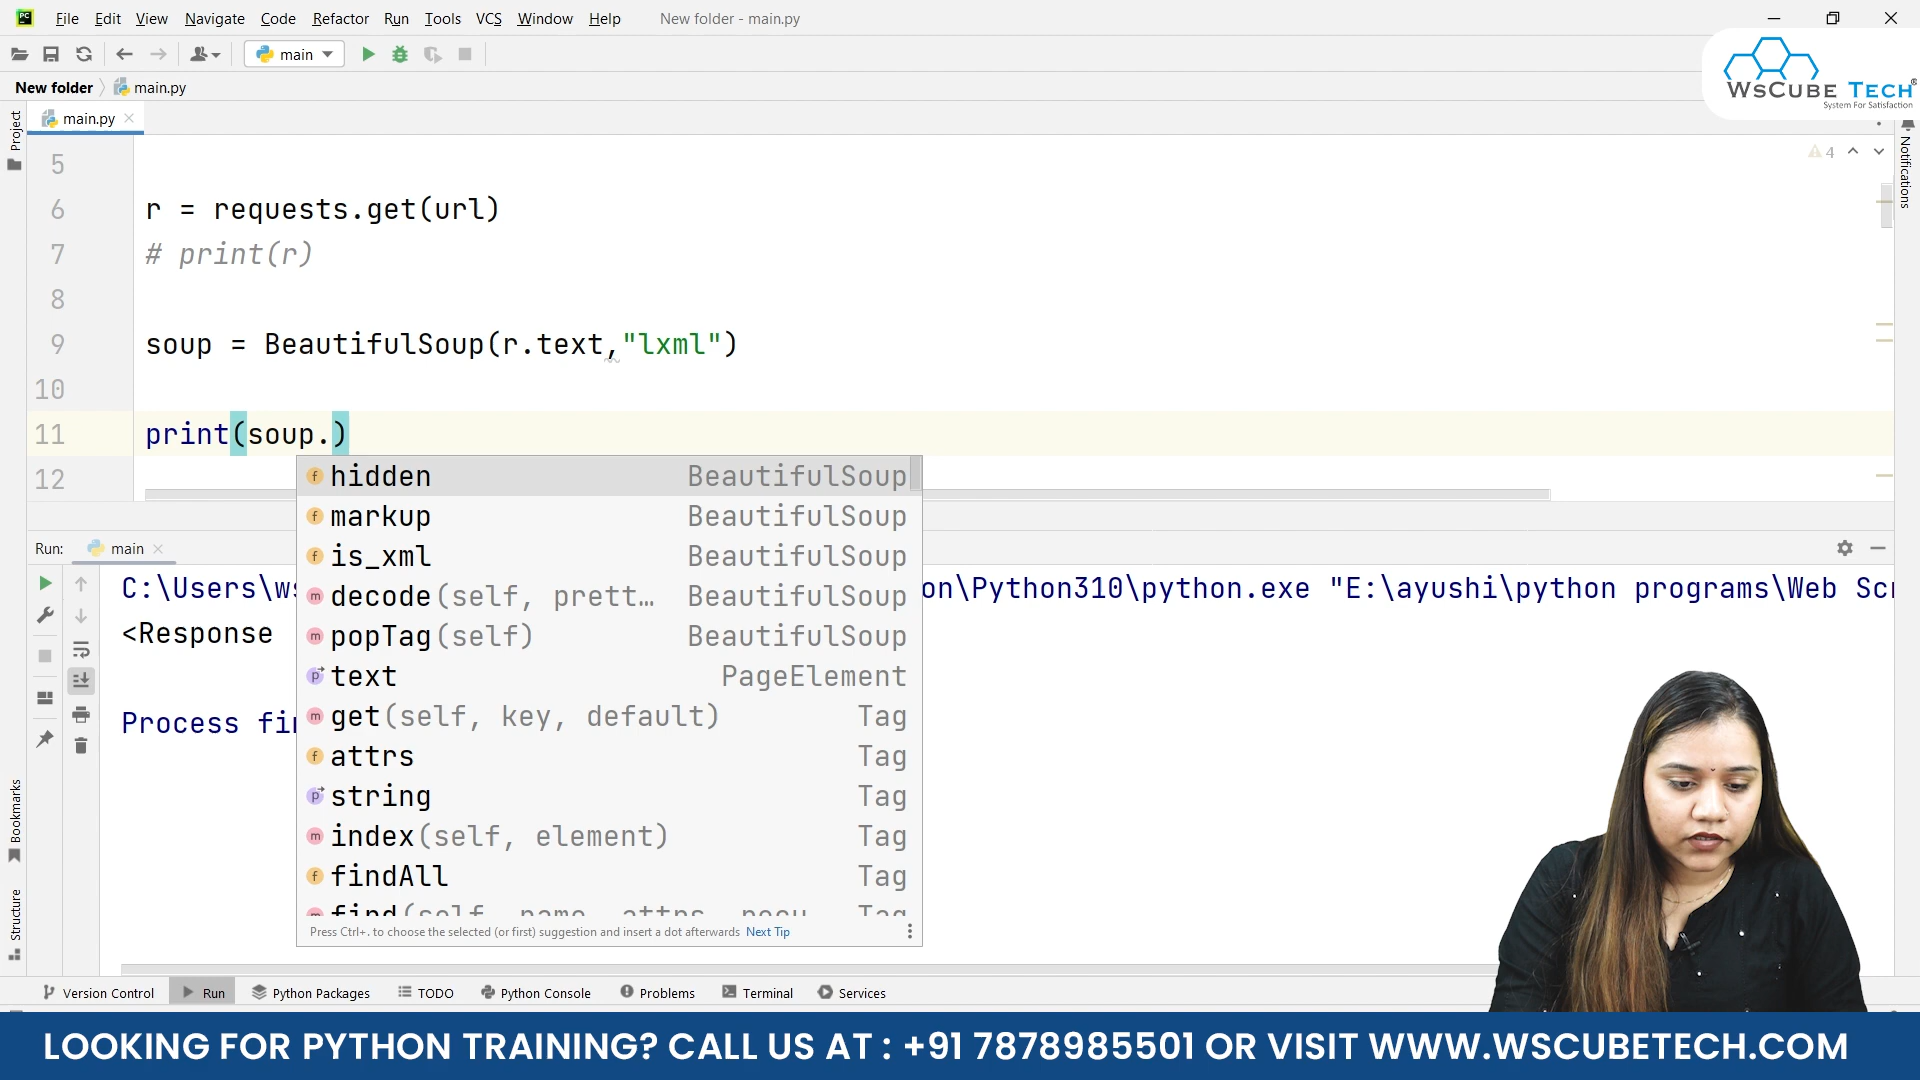 File Edit View Navigate Code Refactor Run Tools VCS Window Help New folder - main.py
main
WsCube Tech®
System For Satisfaction
New folder main.py
main.py
Project
Notifications
4
5
6 r = requests.get(url)
7 # print(r)
8
9 soup = BeautifulSoup(r.text,"lxml")
10
11 print(soup.)
12
hidden BeautifulSoup
markup BeautifulSoup
is_xml BeautifulSoup
decode(self, prett… BeautifulSoup
popTag(self) BeautifulSoup
text PageElement
get(self, key, default) Tag
attrs Tag
string Tag
index(self, element) Tag
findAll Tag
find(self, name, attrs, recu Tag
Press Ctrl+. to choose the selected (or first) suggestion and insert a dot afterwards Next Tip
Run: main
C:\Users\ws on\Python310\python.exe "E:\ayushi\python programs\Web Scr
<Response
Process fin
Bookmarks
Structure
Version Control Run Python Packages TODO Python Console Problems Terminal Services
LOOKING FOR PYTHON TRAINING? CALL US AT : +91 7878985501 OR VISIT WWW.WSCUBETECH.COM